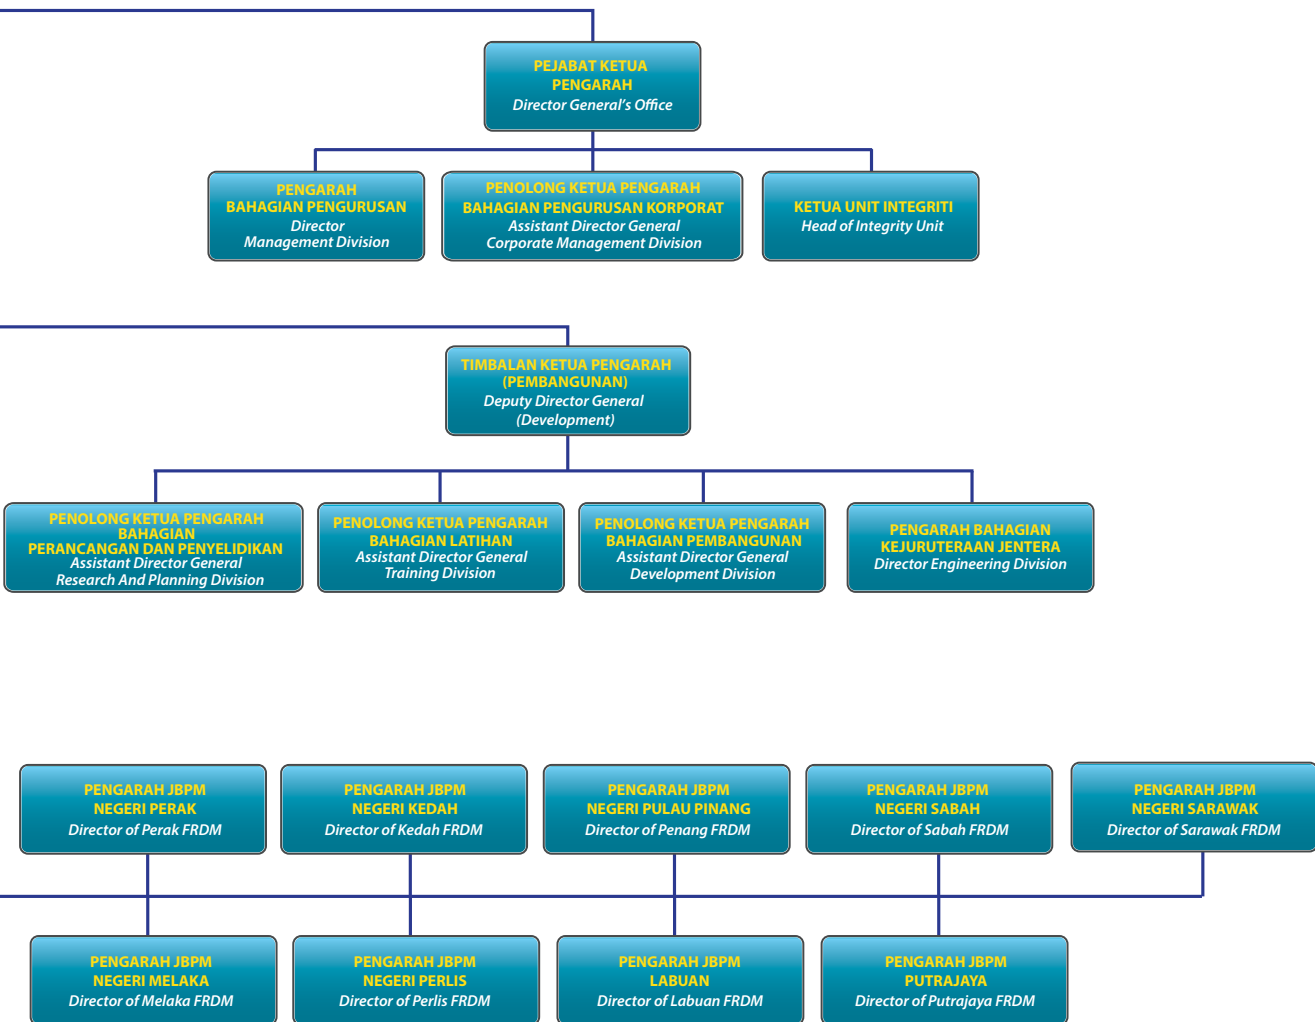 PEJABAT KETUA
PENGARAH
Director General's Office
PENGARAH
BAHAGIAN PENGURUSAN
Director
Management Division
PENOLONG KETUA PENGARAH
BAHAGIAN PENGURUSAN KORPORAT
Assistant Director General
Corporate Management Division
KETUA UNIT INTEGRITI
Head of Integrity Unit
TIMBALAN KETUA PENGARAH
(PEMBANGUNAN)
Deputy Director General
(Development)
PENOLONG KETUA PENGARAH
BAHAGIAN
PERANCANGAN DAN PENYELIDIKAN
Assistant Director General
Research And Planning Division
PENOLONG KETUA PENGARAH
BAHAGIAN LATIHAN
Assistant Director General
Training Division
PENOLONG KETUA PENGARAH
BAHAGIAN PEMBANGUNAN
Assistant Director General
Development Division
PENGARAH BAHAGIAN
KEJURUTERAAN JENTERA
Director Engineering Division
PENGARAH JBPM
NEGERI PERAK
Director of Perak FRDM
PENGARAH JBPM
NEGERI KEDAH
Director of Kedah FRDM
PENGARAH JBPM
NEGERI PULAU PINANG
Director of Penang FRDM
PENGARAH JBPM
NEGERI SABAH
Director of Sabah FRDM
PENGARAH JBPM
NEGERI SARAWAK
Director of Sarawak FRDM
PENGARAH JBPM
NEGERI MELAKA
Director of Melaka FRDM
PENGARAH JBPM
NEGERI PERLIS
Director of Perlis FRDM
PENGARAH JBPM
LABUAN
Director of Labuan FRDM
PENGARAH JBPM
PUTRAJAYA
Director of Putrajaya FRDM